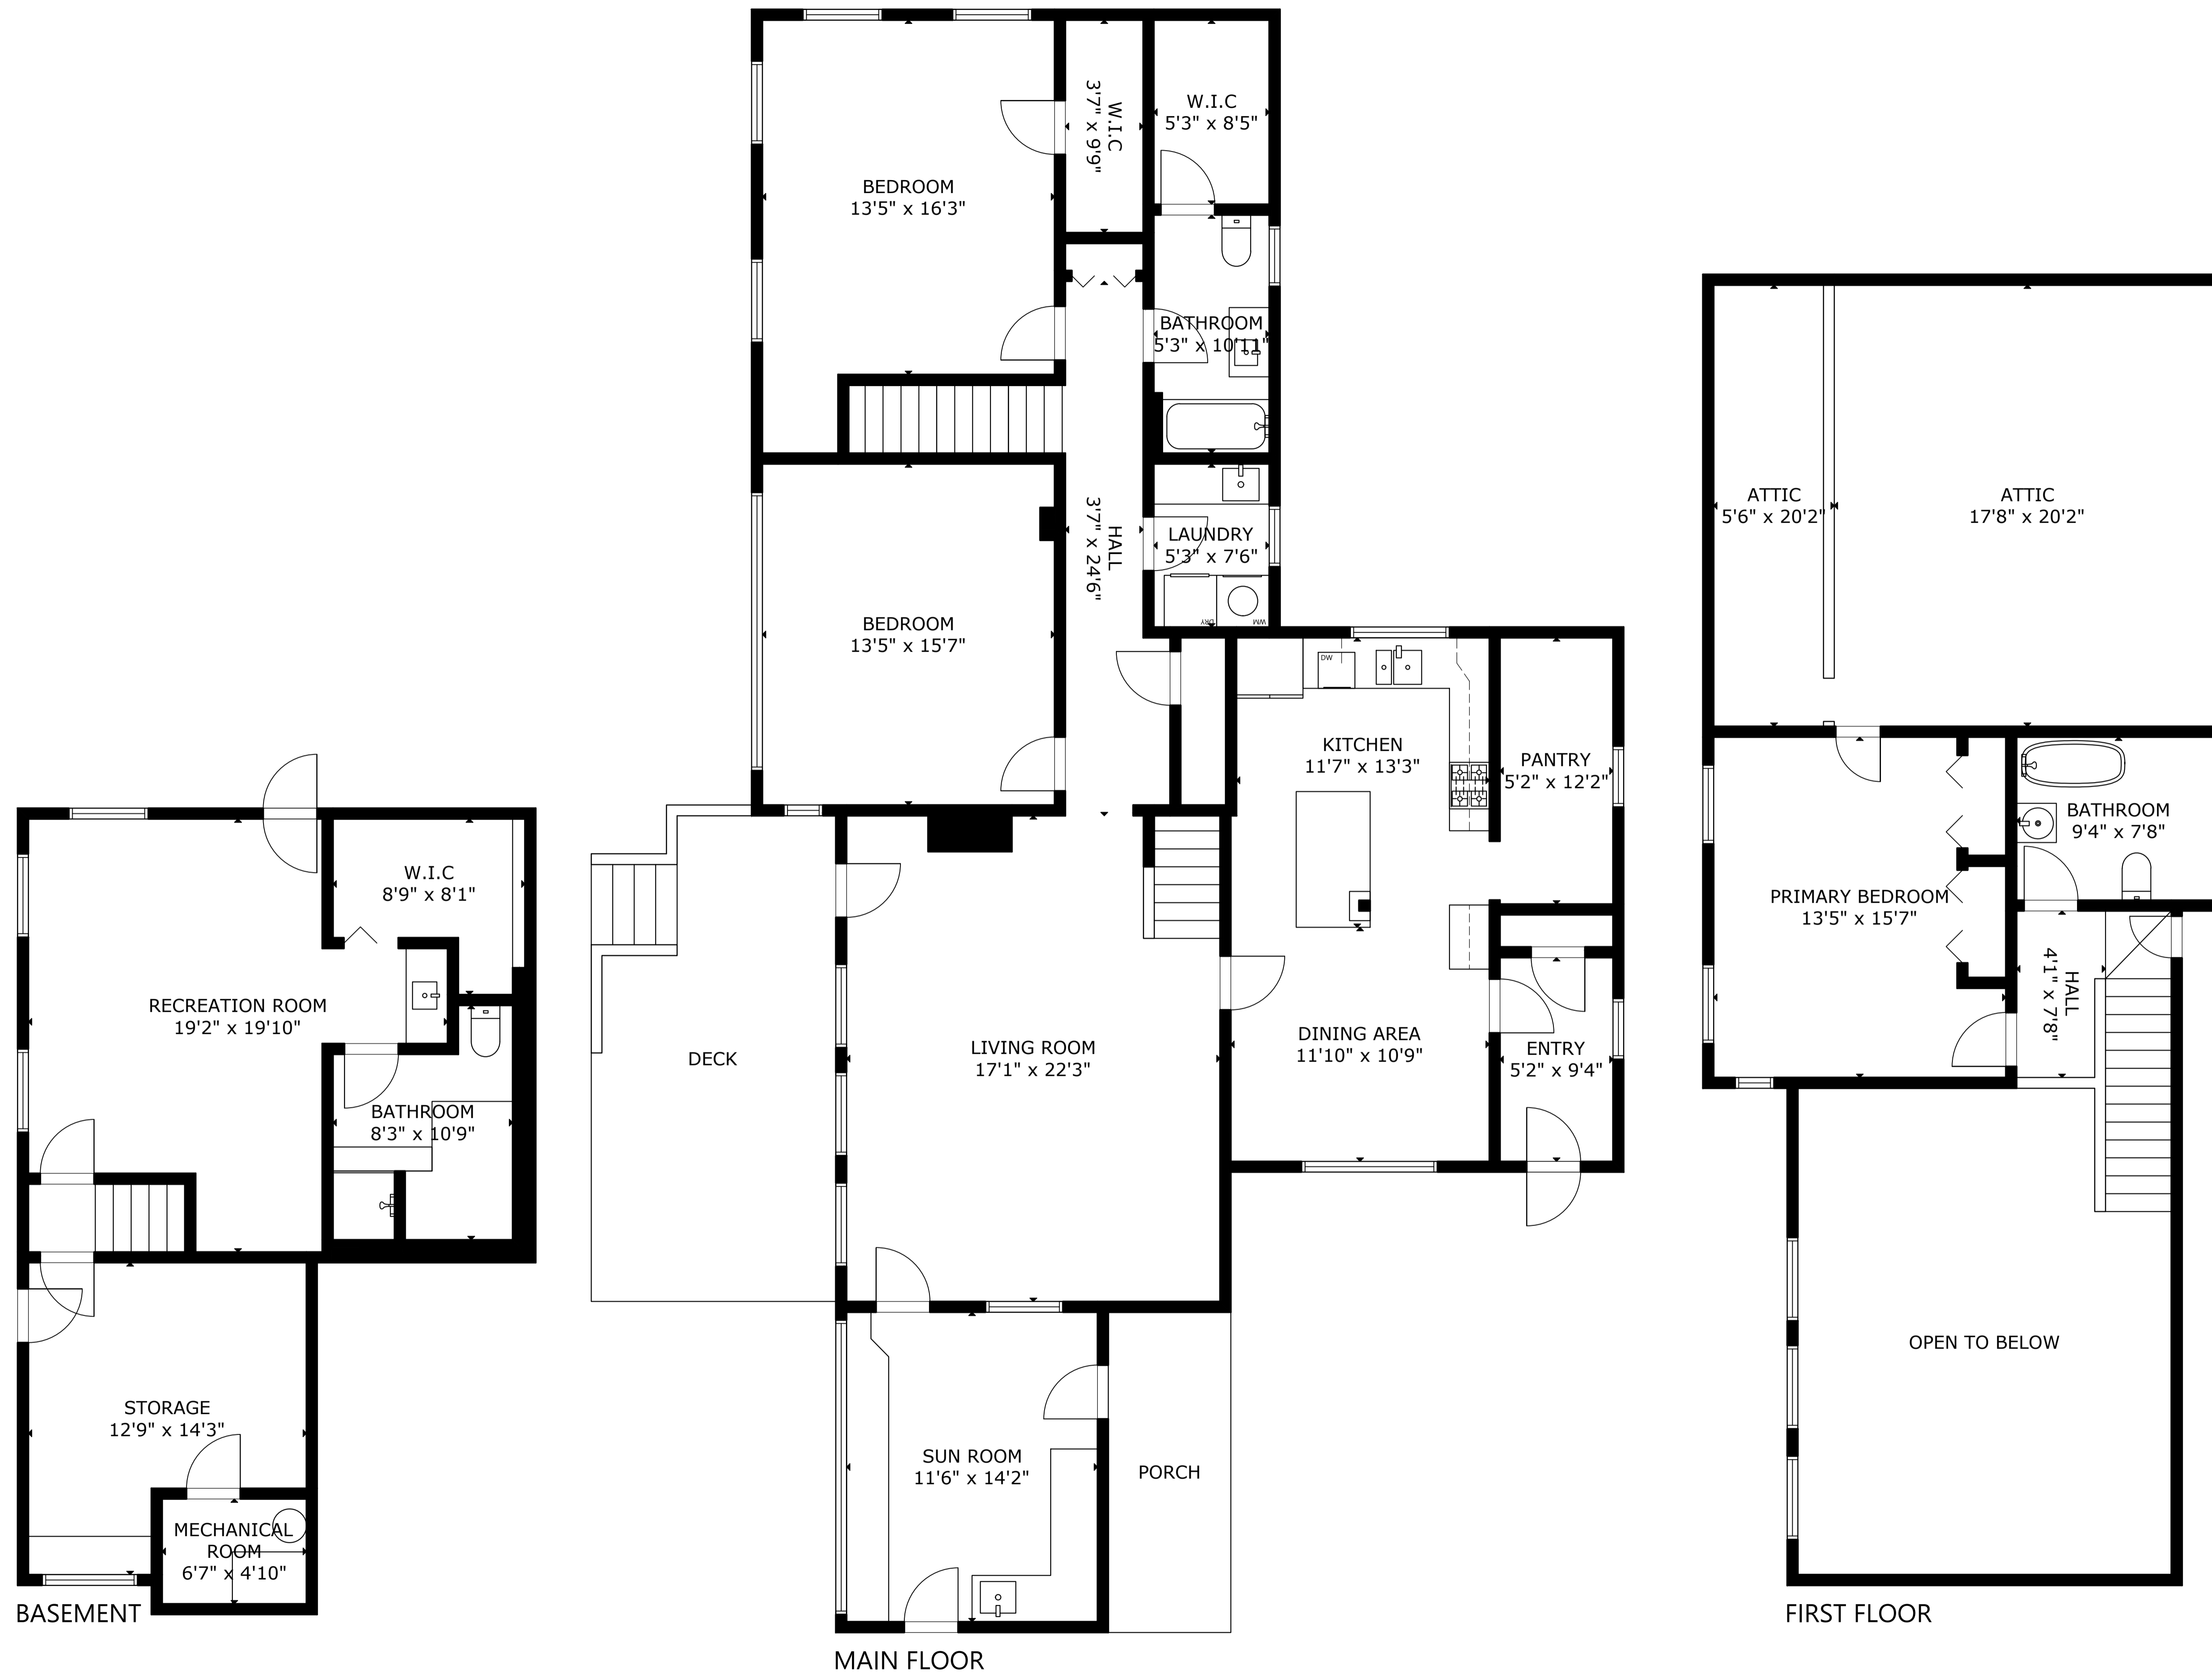 BEDROOM
13'5" x 16'3"
W.I.C
3'7" x 9'9"
W.I.C
5'3" x 8'5"
BATHROOM
5'3" x 10'11"
HALL
3'7" x 24'6"
LAUNDRY
5'3" x 7'6"
DRY
WM
BEDROOM
13'5" x 15'7"
DW
KITCHEN
11'7" x 13'3"
PANTRY
5'2" x 12'2"
DINING AREA
11'10" x 10'9"
ENTRY
5'2" x 9'4"
LIVING ROOM
17'1" x 22'3"
DECK
SUN ROOM
11'6" x 14'2"
PORCH
MAIN FLOOR
W.I.C
8'9" x 8'1"
RECREATION ROOM
19'2" x 19'10"
BATHROOM
8'3" x 10'9"
STORAGE
12'9" x 14'3"
MECHANICAL
ROOM
6'7" x 4'10"
BASEMENT
ATTIC
5'6" x 20'2"
ATTIC
17'8" x 20'2"
BATHROOM
9'4" x 7'8"
PRIMARY BEDROOM
13'5" x 15'7"
HALL
4'1" x 7'8"
OPEN TO BELOW
FIRST FLOOR